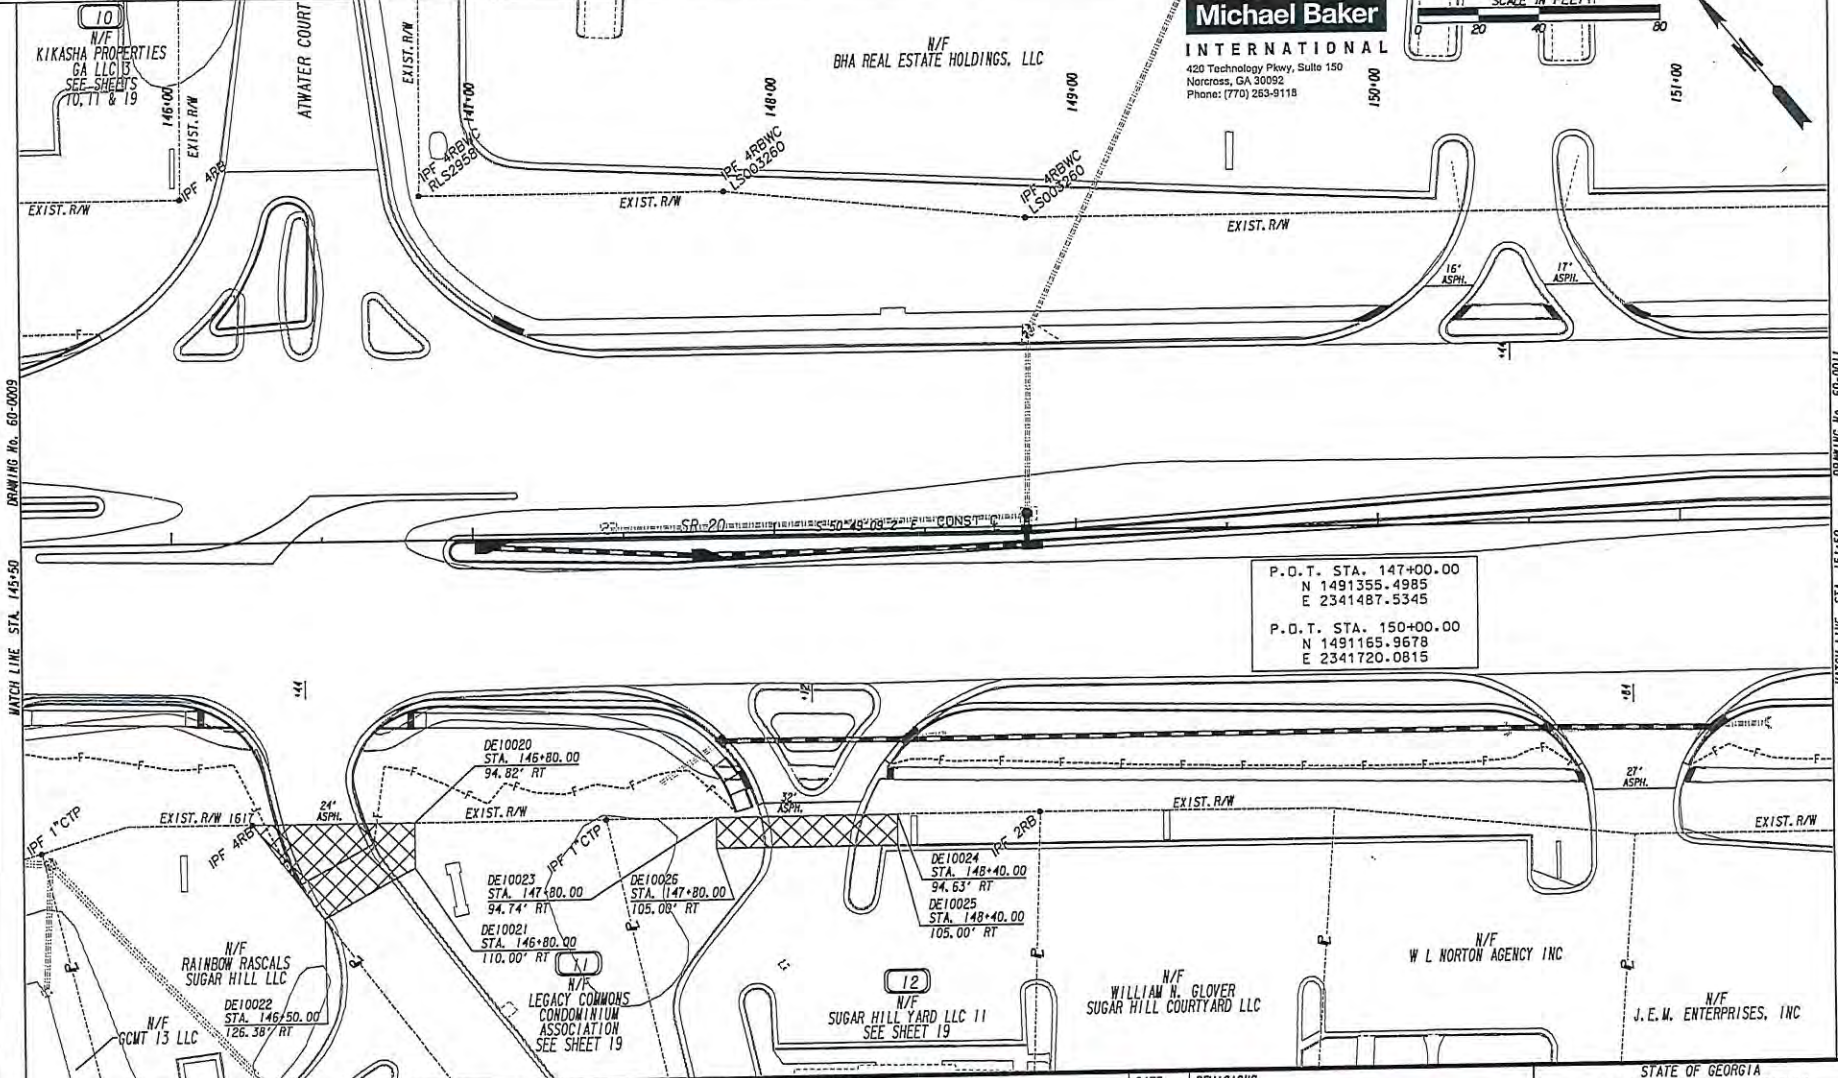 10
N/F
KIKASHA PROPERTIES
GA LLC 3
SEE SHEETS
10, 11 & 19
146+00
EXIST. R/W
ATWATER COURT
EXIST. R/W
147+00
148+00
N/F
BHA REAL ESTATE HOLDINGS, LLC
149+00
Michael Baker
INTERNATIONAL
420 Technology Pkwy, Suite 150
Norcross, GA 30092
Phone: (770) 263-9118
SCALE IN FEET
0 20 40 80
150+00
151+00
N
IPF 4RB
EXIST. R/W
IPF 4RBWC
RLS2958
IPF 4RBWC
LS003260
IPF 4RBWC
LS003260
EXIST. R/W
EXIST. R/W
16'
ASPH.
17'
ASPH.
F
+44
MATCH LINE STA. 145+50 DRAWING No. 60-0009
SR 20 S 50°49'09.2" E CONST
P.O.T. STA. 147+00.00
N 1491355.4985
E 2341487.5345
P.O.T. STA. 150+00.00
N 1491165.9678
E 2341720.0815
+44
+12
+84
DE10020
STA. 146+80.00
94.82' RT
24'
ASPH.
EXIST. R/W 1617
EXIST. R/W
32'
ASPH.
EXIST. R/W
27'
ASPH.
EXIST. R/W
IPF 1"CTP
IPF 4RB
IPF 1"CTP
IPF 2RB
DE10023
STA. 147+80.00
94.74' RT
DE10026
STA. 147+80.00
105.00' RT
DE10024
STA. 148+40.00
94.63' RT
DE10025
STA. 148+40.00
105.00' RT
DE10021
STA. 146+80.00
110.00' RT
N/F
RAINBOW RASCALS
SUGAR HILL LLC
DE10022
STA. 146+50.00
126.38' RT
N/F
GCMT 13 LLC
11
N/F
LEGACY COMMONS
CONDOMINIUM
ASSOCIATION
SEE SHEET 19
12
N/F
SUGAR HILL YARD LLC 11
SEE SHEET 19
N/F
WILLIAM N. GLOVER
SUGAR HILL COURTYARD LLC
N/F
W L NORTON AGENCY INC
N/F
J.E.M. ENTERPRISES, INC
STATE OF GEORGIA